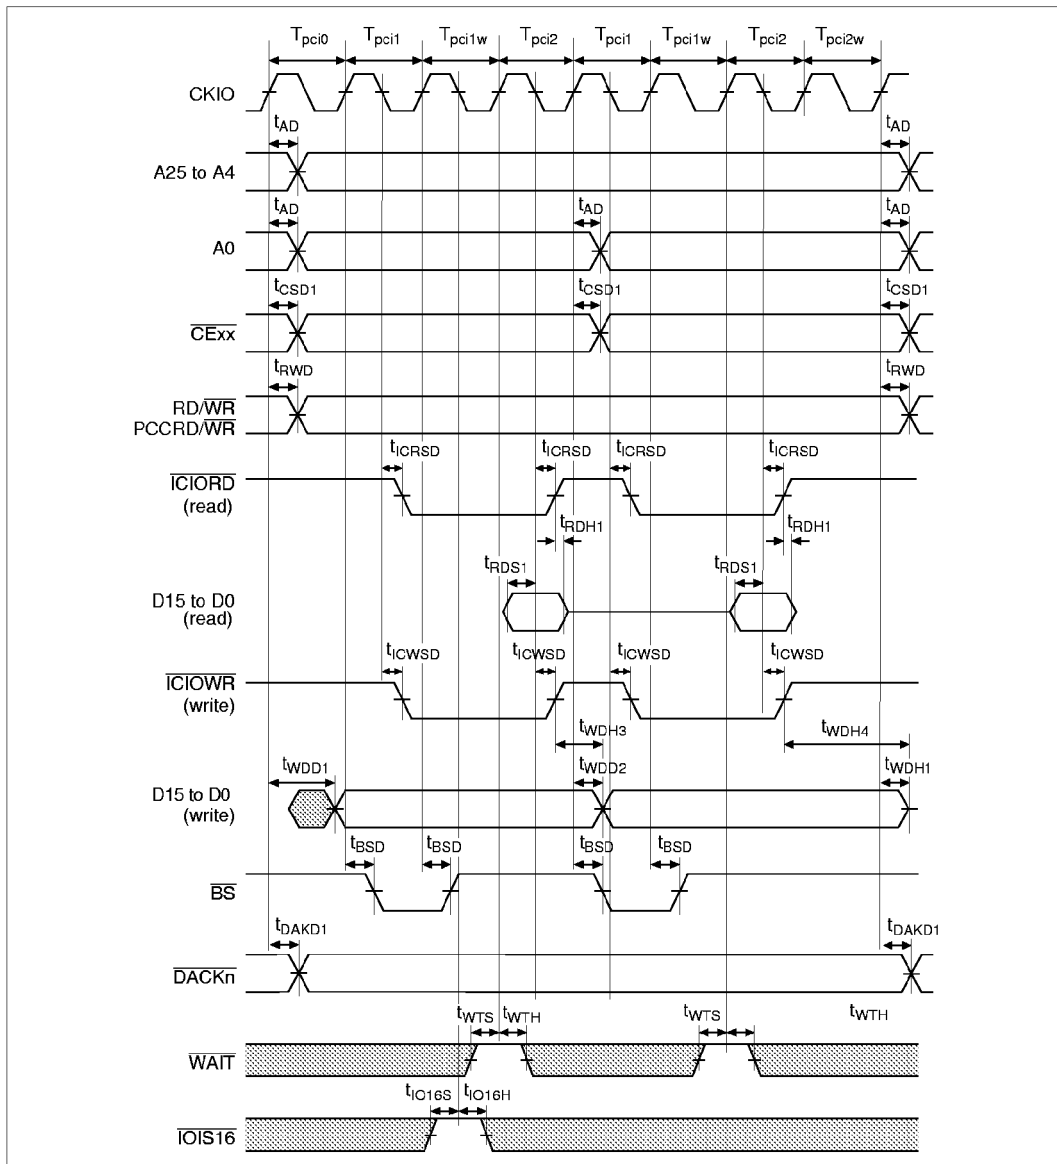 Tpci0 Tpci1 Tpci1w Tpci2 Tpci1 Tpci1w Tpci2 Tpci2w
CKIO
tAD tAD
A25 to A4
tAD tAD tAD
A0
tCSD1 tCSD1 tCSD1
CExx
tRWD tRWD
RD/WR
PCCRD/WR
tICRSD tICRSD tICRSD tICRSD
ICIORD
(read)
tRDH1 tRDH1
tRDS1 tRDS1
D15 to D0
(read)
tICWSD tICWSD tICWSD tICWSD
ICIOWR
(write)
tWDH3 tWDH4
tWDD1 tWDD2 tWDH1
D15 to D0
(write)
tBSD tBSD tBSD tBSD
BS
tDAKD1 tDAKD1
DACKn
tWTS tWTH tWTS tWTH
WAIT
tIO16S tIO16H
IOIS16